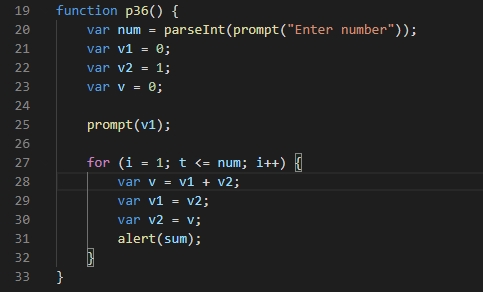 19 function p36() {
20 var num = parseInt(prompt("Enter number"));
21 var v1 = 0;
22 var v2 = 1;
23 var v = 0;
24
25 prompt(v1);
26
27 for (i = 1; t <= num; i++) {
28 var v = v1 + v2;
29 var v1 = v2;
30 var v2 = v;
31 alert(sum);
32 }
33 }